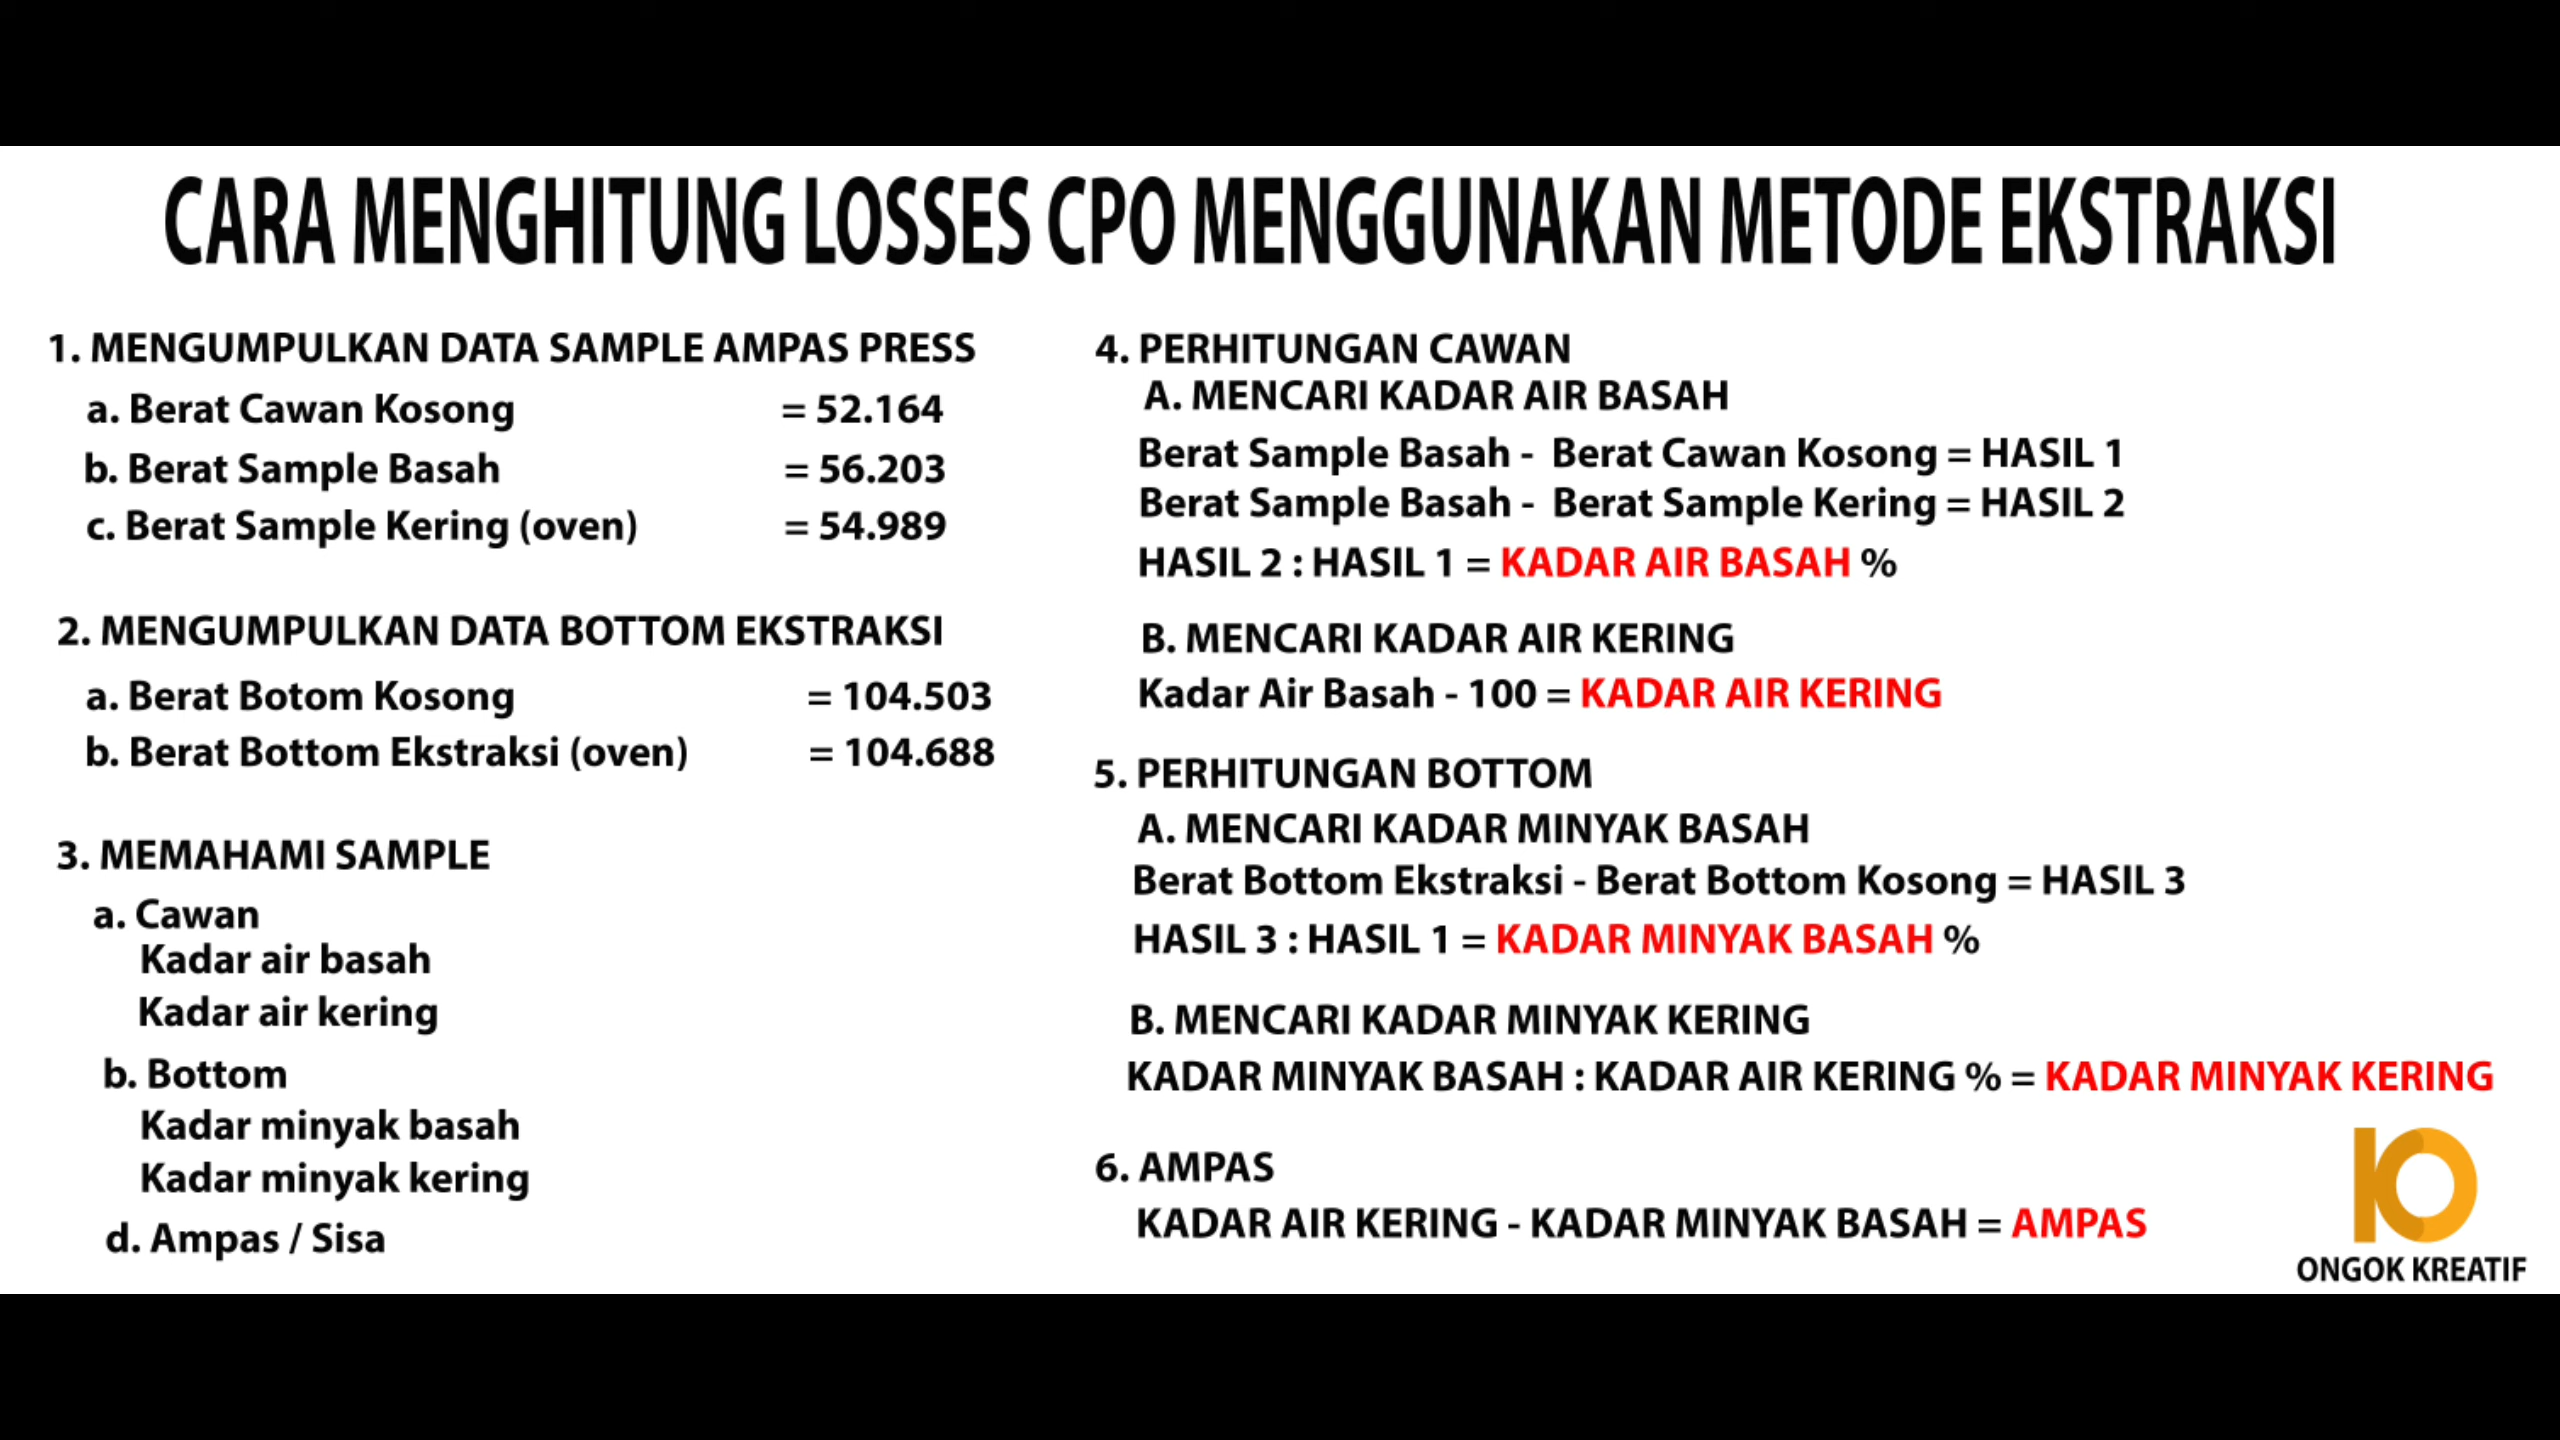 CARA MENGHITUNG LOSSES CPO MENGGUNAKAN METODE EKSTRAKSI
1. MENGUMPULKAN DATA SAMPLE AMPAS PRESS
a. Berat Cawan Kosong = 52.164
b. Berat Sample Basah = 56.203
c. Berat Sample Kering (oven) = 54.989
2. MENGUMPULKAN DATA BOTTOM EKSTRAKSI
a. Berat Botom Kosong = 104.503
b. Berat Bottom Ekstraksi (oven) = 104.688
3. MEMAHAMI SAMPLE
a. Cawan
Kadar air basah
Kadar air kering
b. Bottom
Kadar minyak basah
Kadar minyak kering
d. Ampas / Sisa
4. PERHITUNGAN CAWAN
A. MENCARI KADAR AIR BASAH
Berat Sample Basah - Berat Cawan Kosong = HASIL 1
Berat Sample Basah - Berat Sample Kering = HASIL 2
HASIL 2 : HASIL 1 = KADAR AIR BASAH %
B. MENCARI KADAR AIR KERING
Kadar Air Basah - 100 = KADAR AIR KERING
5. PERHITUNGAN BOTTOM
A. MENCARI KADAR MINYAK BASAH
Berat Bottom Ekstraksi - Berat Bottom Kosong = HASIL 3
HASIL 3 : HASIL 1 = KADAR MINYAK BASAH %
B. MENCARI KADAR MINYAK KERING
KADAR MINYAK BASAH : KADAR AIR KERING % = KADAR MINYAK KERING
6. AMPAS
KADAR AIR KERING - KADAR MINYAK BASAH = AMPAS
ONGOK KREATIF